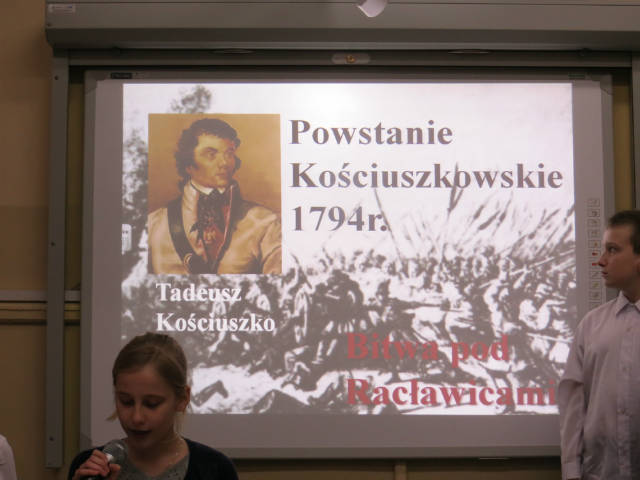 Powstanie
Kościuszkowskie
1794r.
Tadeusz
Kościuszko
Bitwa pod
Racławicami